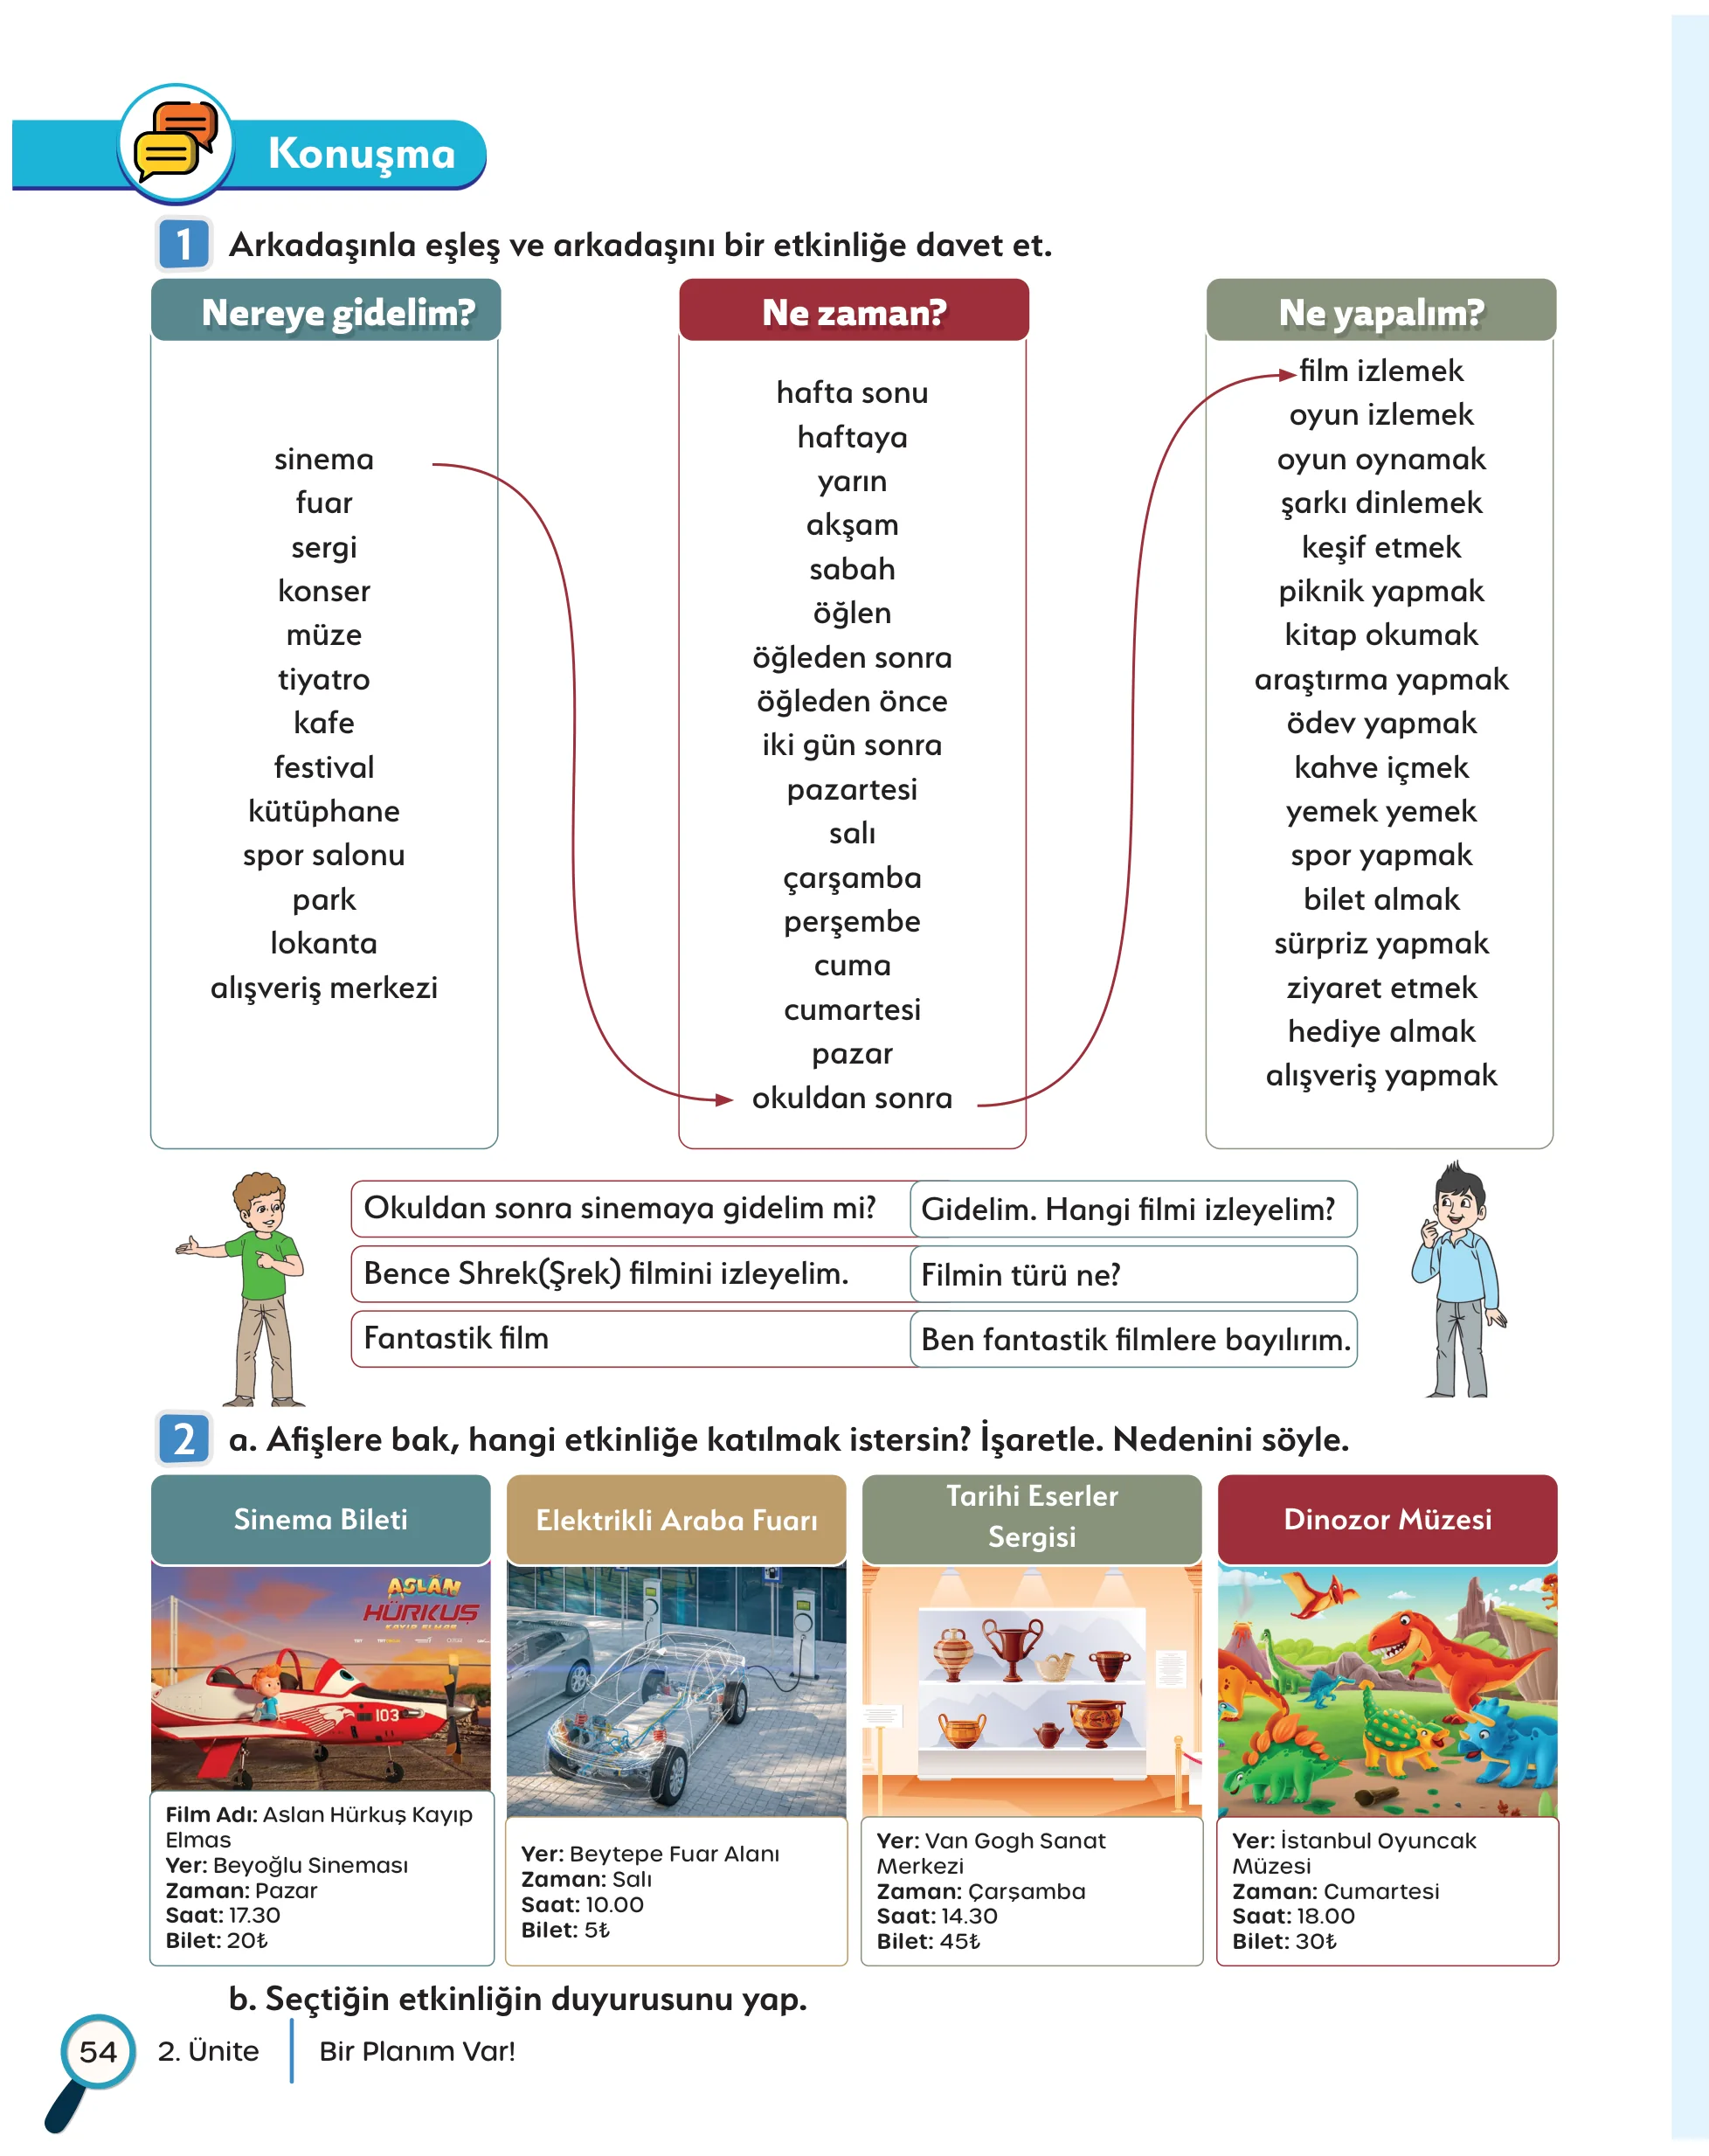 Konuşma
1 Arkadaşınla eşleş ve arkadaşını bir etkinliğe davet et.
Nereye gidelim?
sinema
fuar
sergi
konser
müze
tiyatro
kafe
festival
kütüphane
spor salonu
park
lokanta
alışveriş merkezi
Ne zaman?
hafta sonu
haftaya
yarın
akşam
sabah
öğlen
öğleden sonra
öğleden önce
iki gün sonra
pazartesi
salı
çarşamba
perşembe
cuma
cumartesi
pazar
okuldan sonra
Ne yapalım?
film izlemek
oyun izlemek
oyun oynamak
şarkı dinlemek
keşif etmek
piknik yapmak
kitap okumak
araştırma yapmak
ödev yapmak
kahve içmek
yemek yemek
spor yapmak
bilet almak
sürpriz yapmak
ziyaret etmek
hediye almak
alışveriş yapmak
Okuldan sonra sinemaya gidelim mi?
Gidelim. Hangi filmi izleyelim?
Bence Shrek(Şrek) filmini izleyelim.
Filmin türü ne?
Fantastik film
Ben fantastik filmlere bayılırım.
2 a. Afişlere bak, hangi etkinliğe katılmak istersin? İşaretle. Nedenini söyle.
Sinema Bileti
ASLAN
HÜRKUŞ
KAYIP ELMAS
103
Film Adı: Aslan Hürkuş Kayıp
Elmas
Yer: Beyoğlu Sineması
Zaman: Pazar
Saat: 17.30
Bilet: 20₺
Elektrikli Araba Fuarı
Yer: Beytepe Fuar Alanı
Zaman: Salı
Saat: 10.00
Bilet: 5₺
Tarihi Eserler
Sergisi
Yer: Van Gogh Sanat
Merkezi
Zaman: Çarşamba
Saat: 14.30
Bilet: 45₺
Dinozor Müzesi
Yer: İstanbul Oyuncak
Müzesi
Zaman: Cumartesi
Saat: 18.00
Bilet: 30₺
b. Seçtiğin etkinliğin duyurusunu yap.
54 2. Ünite Bir Planım Var!